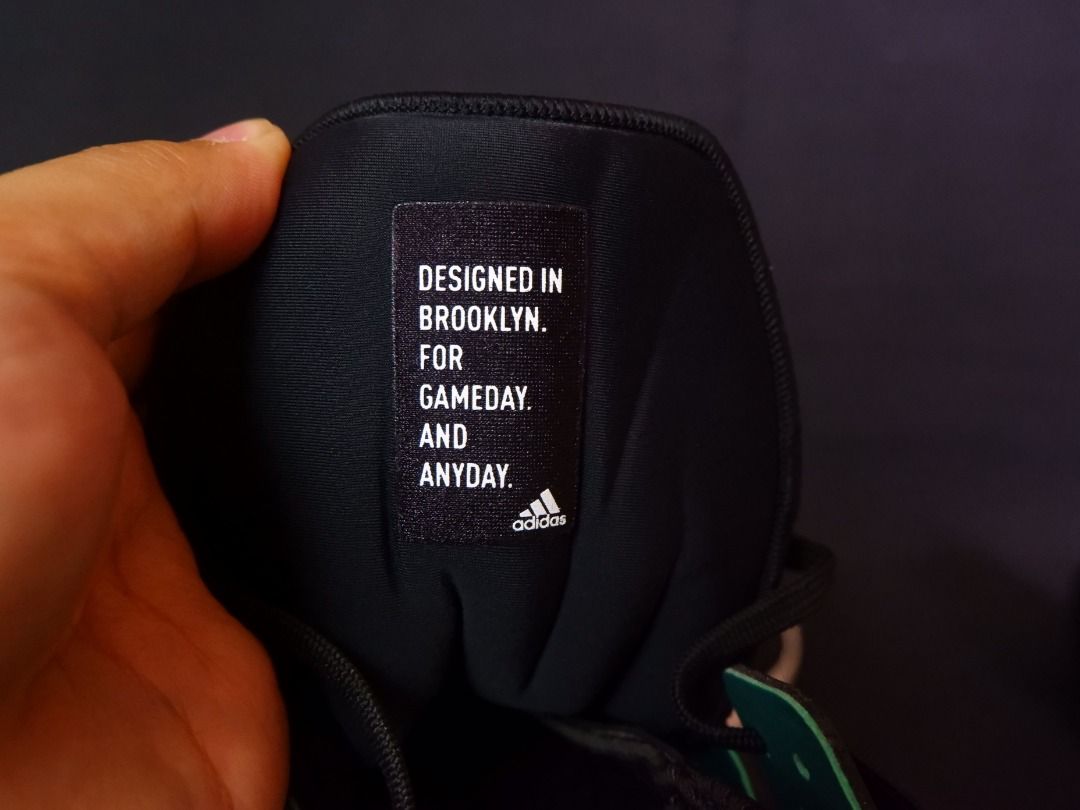 DESIGNED IN
BROOKLYN.
FOR
GAMEDAY.
AND
ANYDAY.
adidas